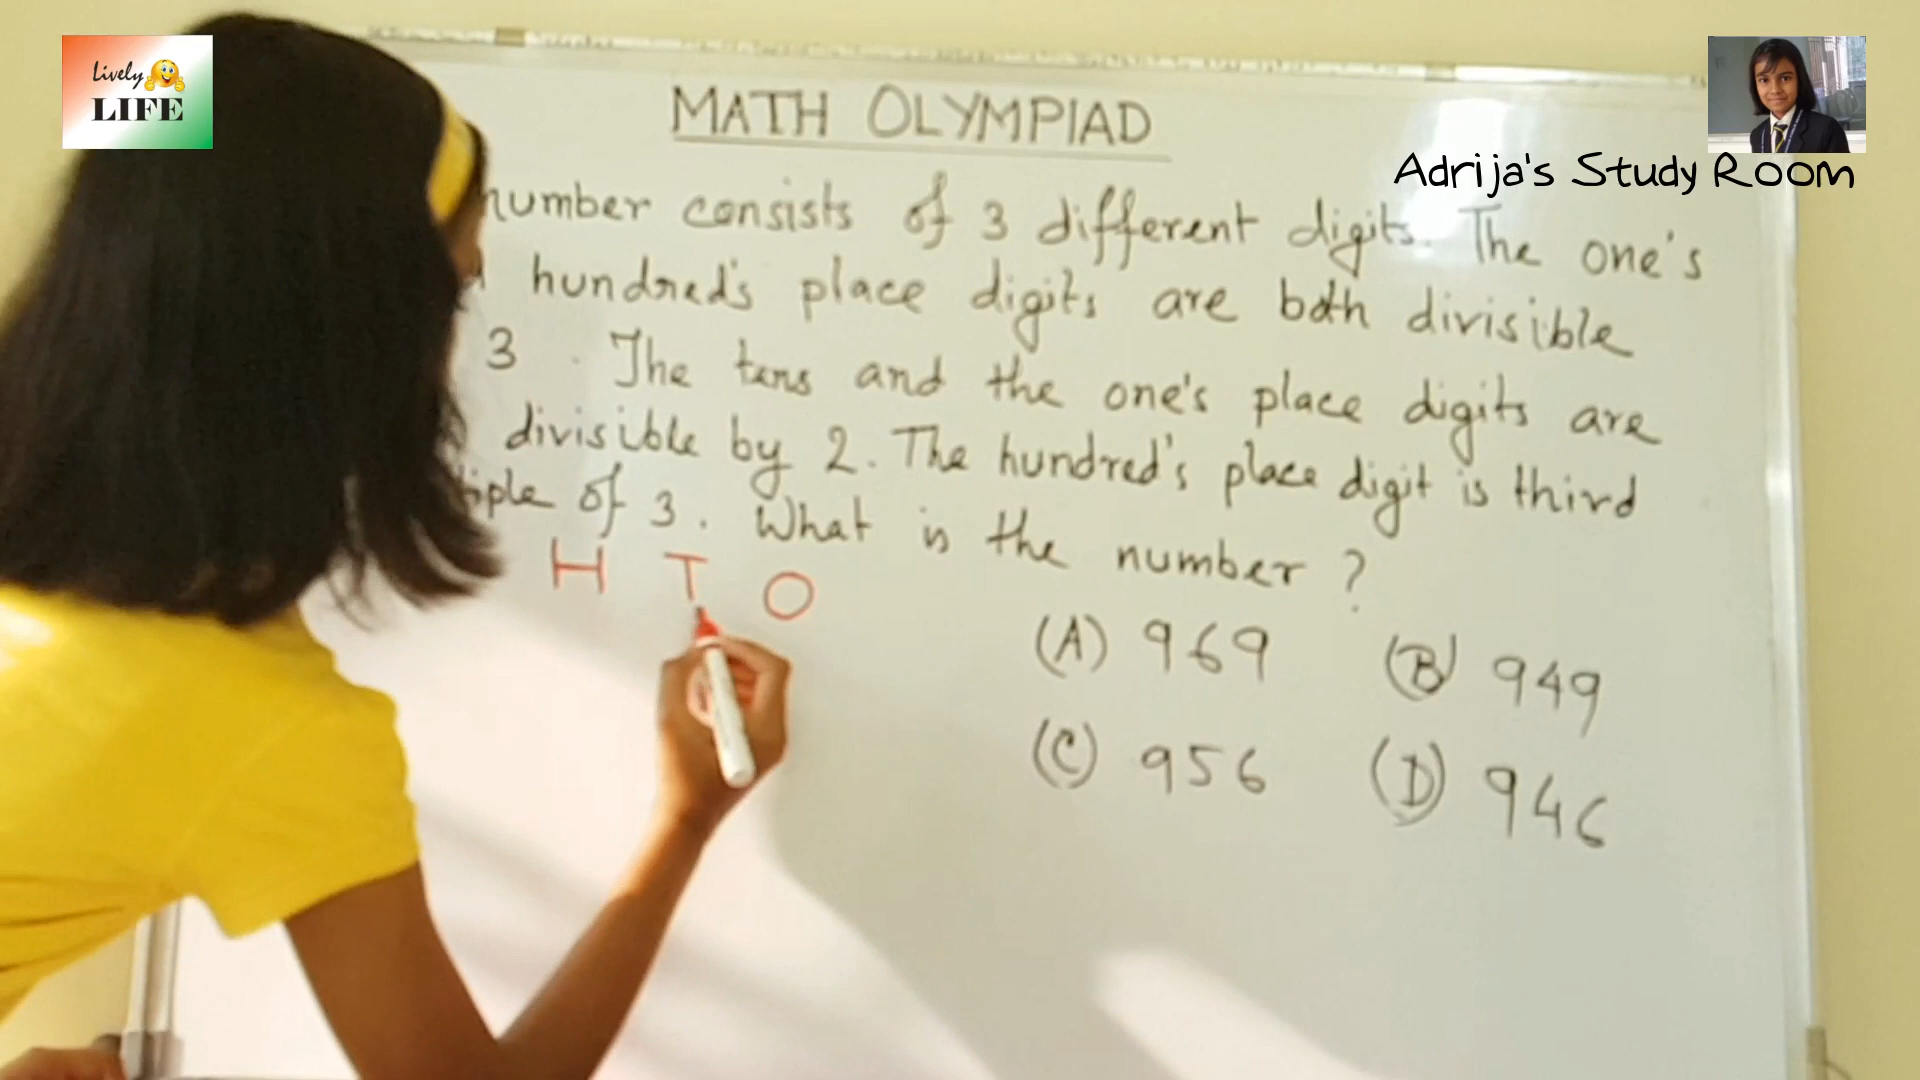 Lively
LIFE
Adrija's Study Room
MATH OLYMPIAD
number consists of 3 different digits. The one's
hundred's place digits are both divisible
3 . The tens and the one's place digits are
divisible by 2. The hundred's place digit is third
tiple of 3. What is the number ?
H T O
(A) 969 (B) 949
(C) 956 (D) 946